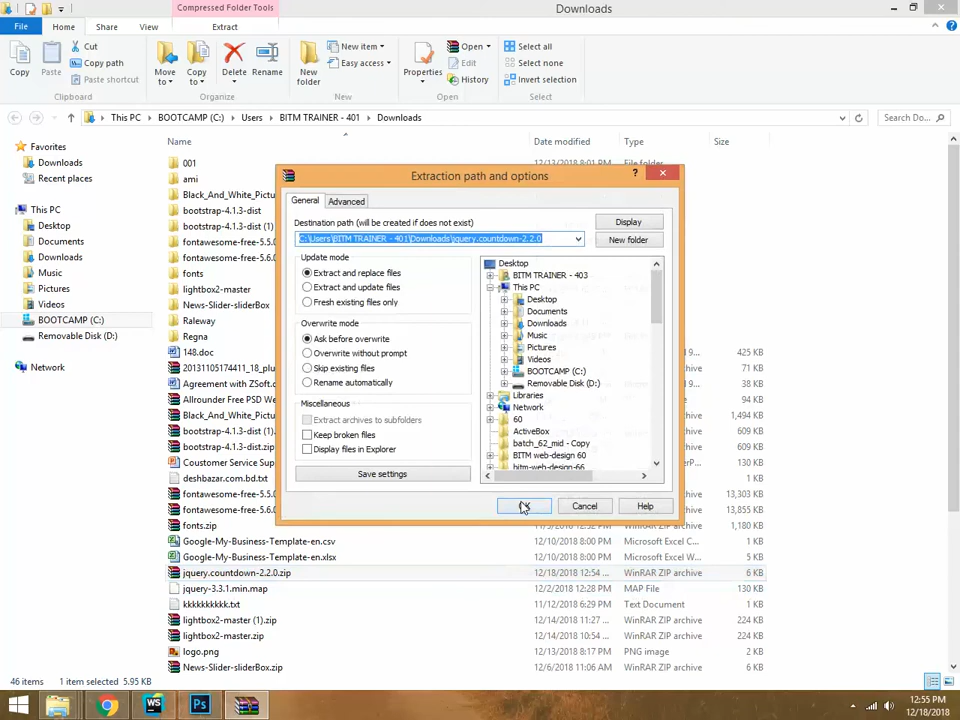 Compressed Folder Tools
Downloads
File Home Share View Extract
Copy
Paste
Cut
Copy path
Paste shortcut
Clipboard
Move to
Copy to
Delete
Rename
Organize
New folder
New item
Easy access
New
Properties
Open
Edit
History
Open
Select all
Select none
Invert selection
Select
This PC BOOTCAMP (C:) Users BITM TRAINER - 401 Downloads
Search Do...
Name Date modified Type Size
Favorites
Downloads
Recent places
This PC
Desktop
Documents
Downloads
Music
Pictures
Videos
BOOTCAMP (C:)
Removable Disk (D:)
Network
001 12/13/2018 8:01 PM File folder
ami
Black_And_White_Pictu
bootstrap-4.1.3-dist
bootstrap-4.1.3-dist (1)
fontawesome-free-5.5.0
fontawesome-free-5.6.0
fonts
lightbox2-master
News-Slider-sliderBox
Raleway
Regna
148.doc 425 KB
20131105174411_18_plu 71 KB
Agreement with ZSoft.d
Allrounder Free PSD We
Black_And_White_Pictu 1,494 KB
bootstrap-4.1.3-dist (1) 609 KB
bootstrap-4.1.3-dist.zip 609 KB
Coustomer Service Supp
deshbazar.com.bd.txt
fontawesome-free-5.5.0 13,303 KB
fontawesome-free-5.6.0 13,855 KB
fonts.zip WinRAR ZIP archive 1,180 KB
Google-My-Business-Template-en.csv 12/10/2018 8:00 PM Microsoft Excel C... 2 KB
Google-My-Business-Template-en.xlsx 12/10/2018 8:00 PM Microsoft Excel W... 5 KB
jquery.countdown-2.2.0.zip 12/18/2018 12:54 ... WinRAR ZIP archive 6 KB
jquery-3.3.1.min.map 12/2/2018 12:28 PM MAP File 130 KB
kkkkkkkkkk.txt 11/12/2018 6:29 PM Text Document 1 KB
lightbox2-master (1).zip 12/14/2018 11:27 ... WinRAR ZIP archive 224 KB
lightbox2-master.zip 12/14/2018 10:54 ... WinRAR ZIP archive 224 KB
logo.png 12/13/2018 8:17 PM PNG image 2 KB
News-Slider-sliderBox.zip 12/6/2018 11:06 AM WinRAR ZIP archive 667 KB
Extraction path and options
General Advanced
Destination path (will be created if does not exist)
C:\Users\BITM TRAINER - 401\Downloads\jquery.countdown-2.2.0
Display
New folder
Update mode
Extract and replace files
Extract and update files
Fresh existing files only
Overwrite mode
Ask before overwrite
Overwrite without prompt
Skip existing files
Rename automatically
Miscellaneous
Extract archives to subfolders
Keep broken files
Display files in Explorer
Save settings
Desktop
BITM TRAINER - 403
This PC
Desktop
Documents
Downloads
Music
Pictures
Videos
BOOTCAMP (C:)
Removable Disk (D:)
Libraries
Network
60
ActiveBox
batch_62_mid - Copy
BITM web-design 60
bitm-web-design-66
Cancel
Help
46 items 1 item selected 5.95 KB
WS
Ps
12:55 PM
12/18/2018